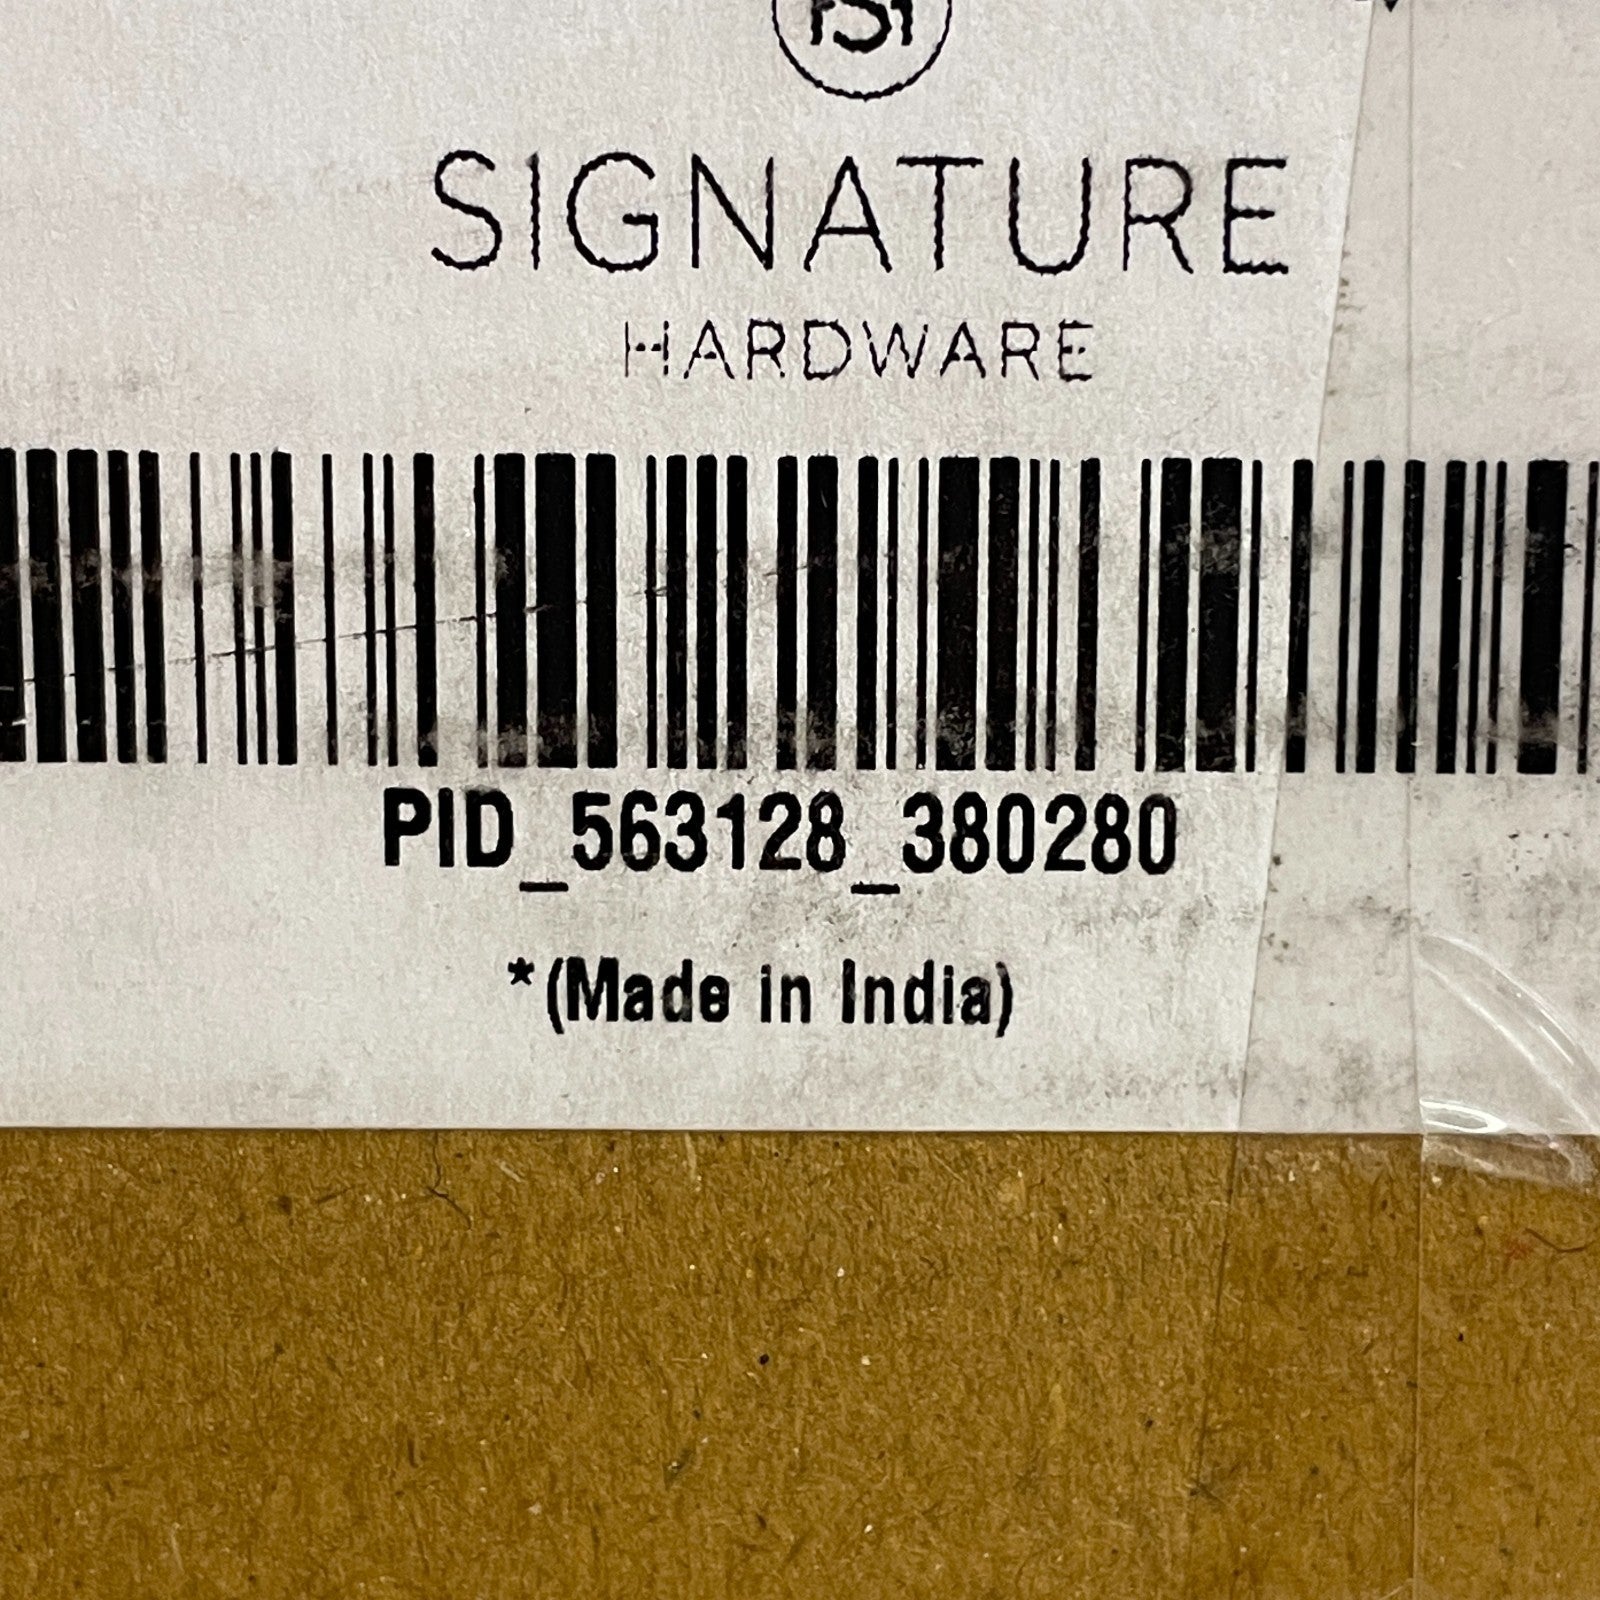 SIGNATURE
HARDWARE
PID_563128_380280
*(Made in India)